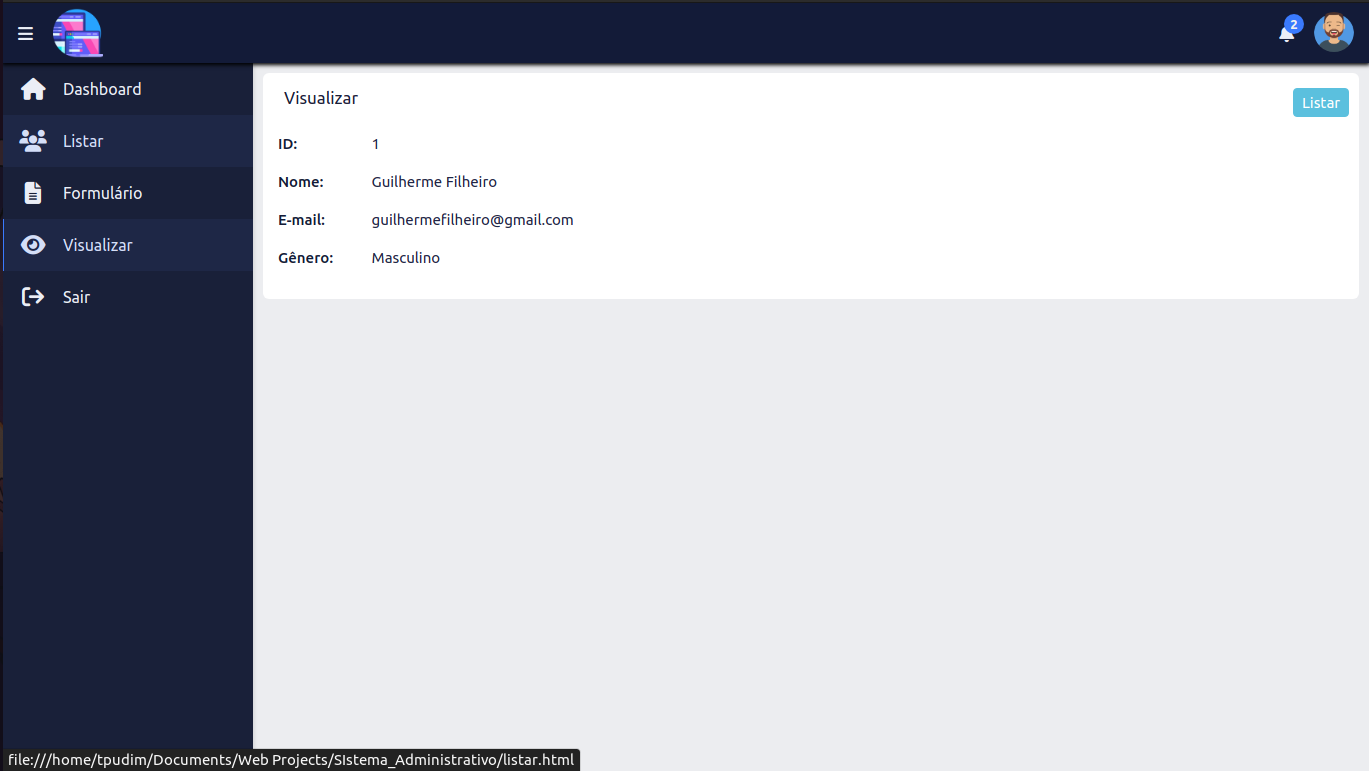 2
Dashboard
Listar
Formulário
Visualizar
Sair
Visualizar
Listar
ID: 1
Nome: Guilherme Filheiro
E-mail: guilhermefilheiro@gmail.com
Gênero: Masculino
file:///home/tpudim/Documents/Web Projects/SIstema_Administrativo/listar.html